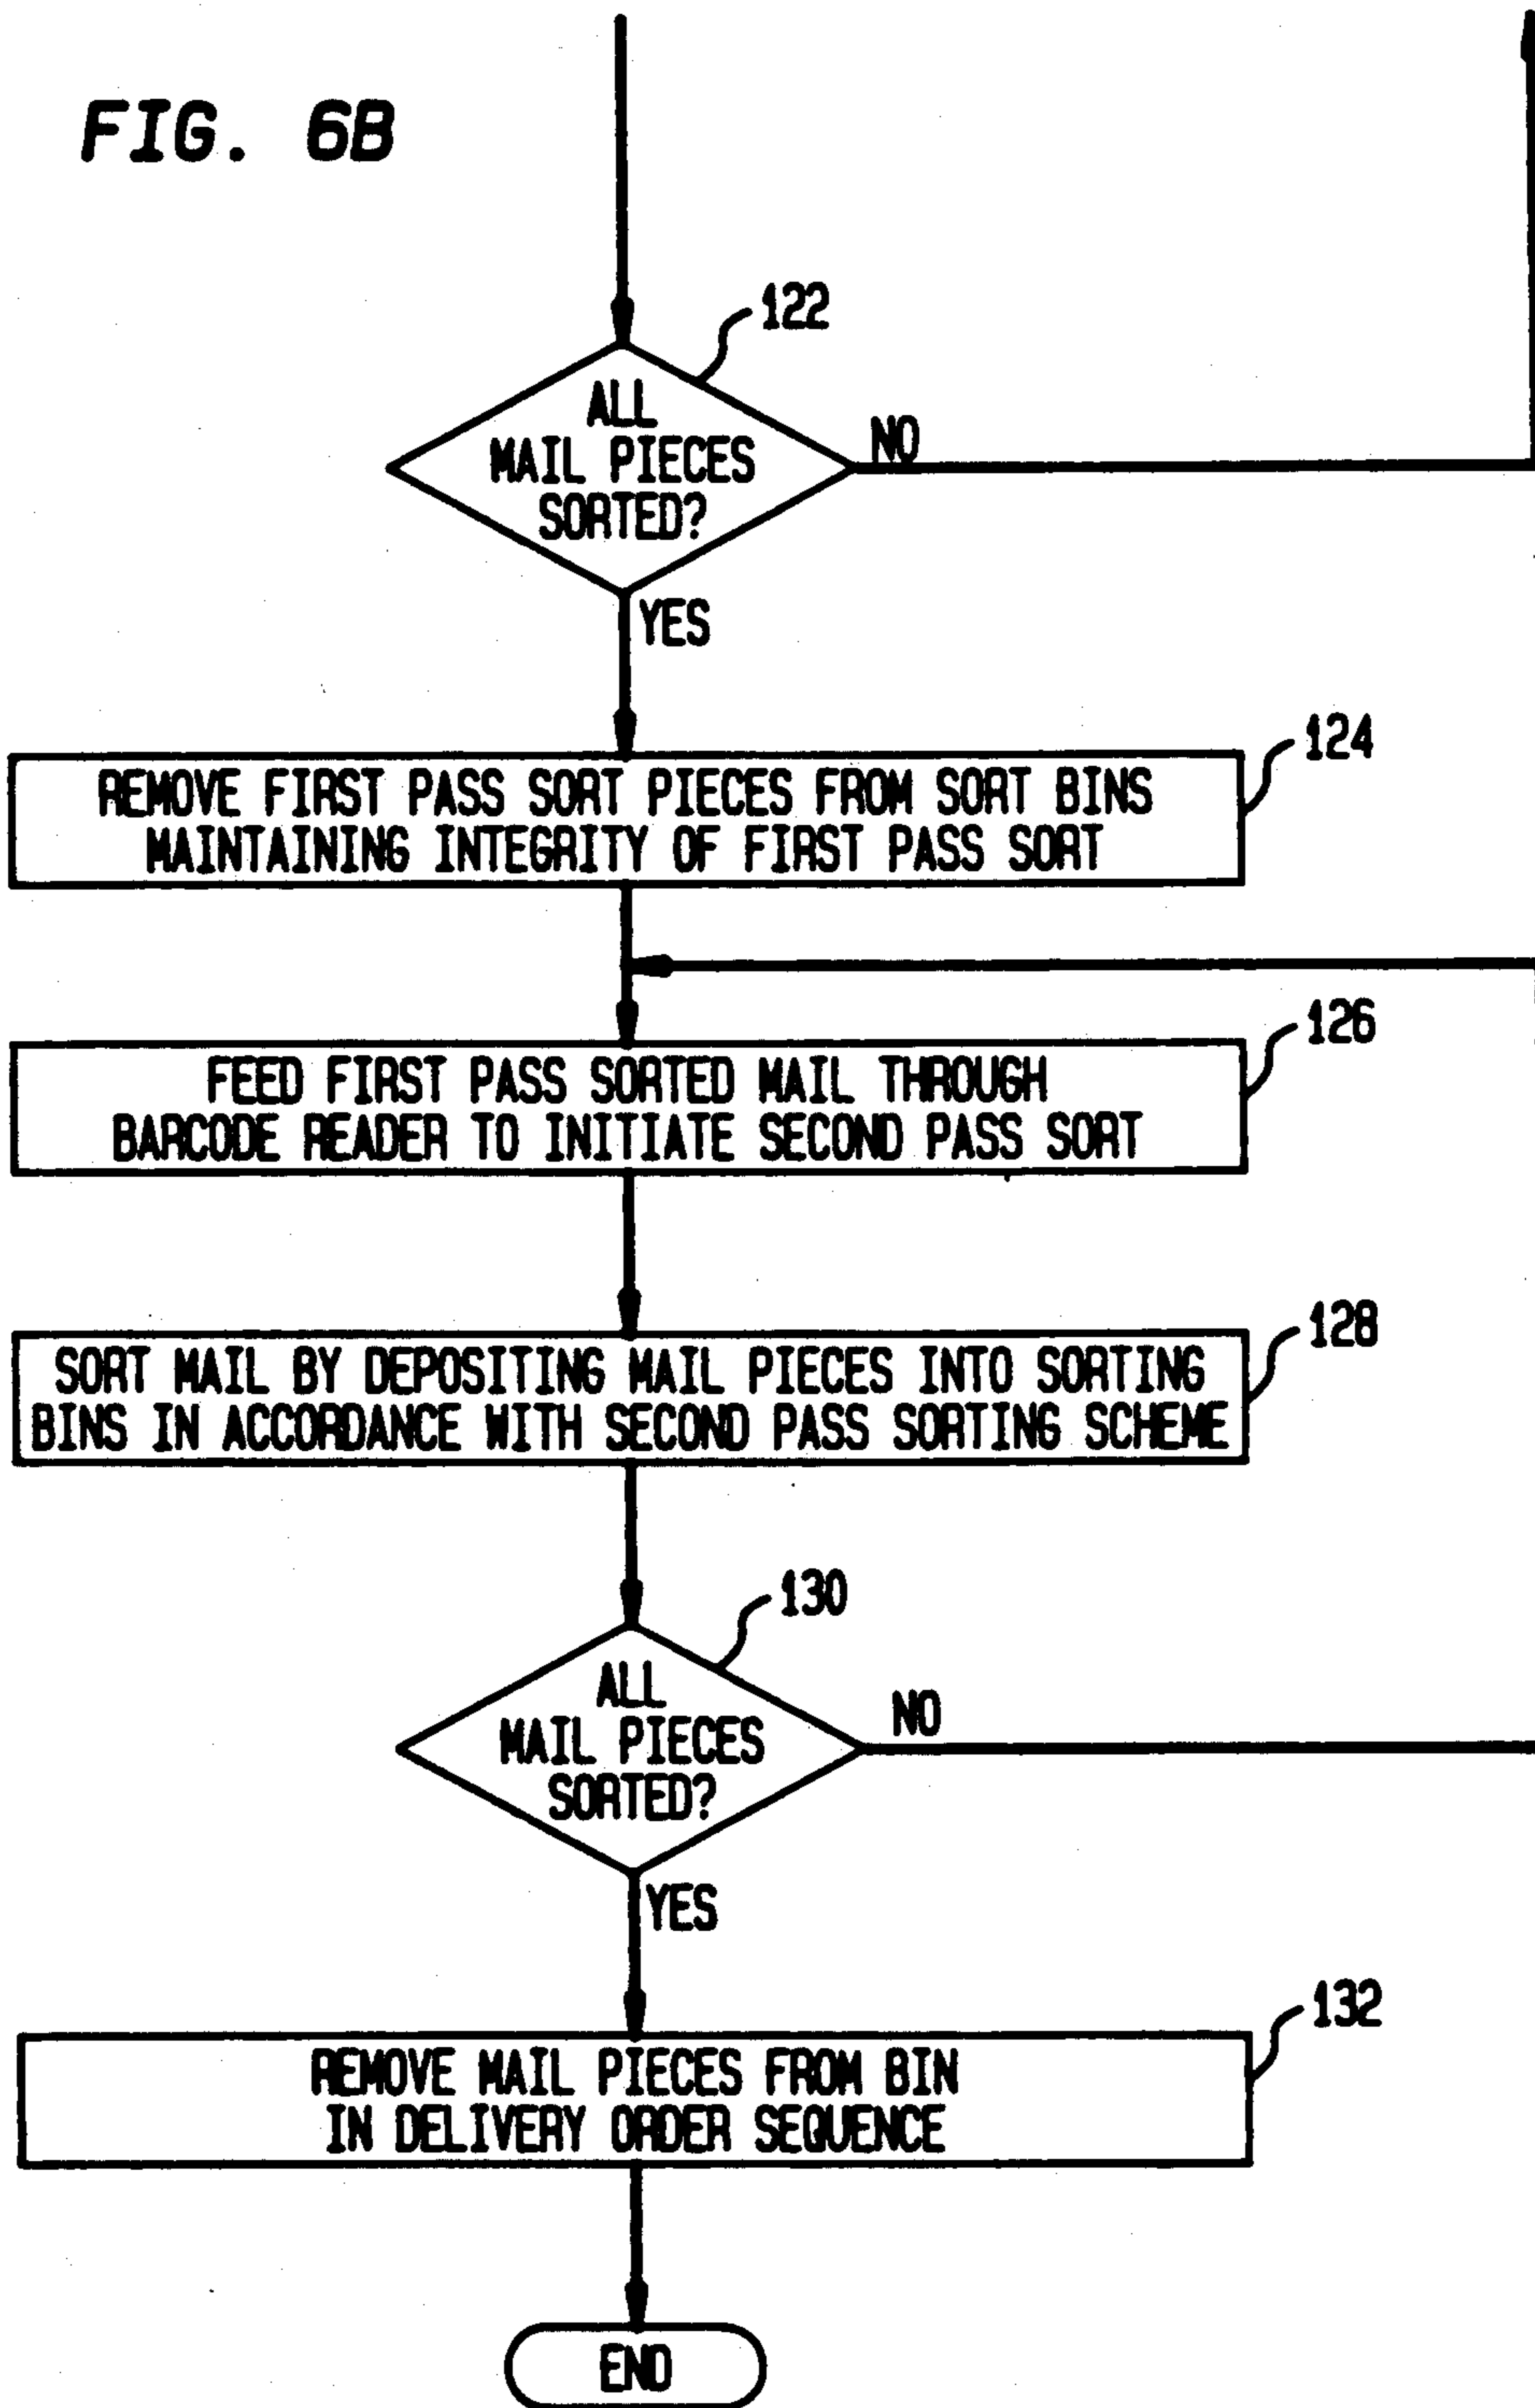 FIG. 6B
122
ALL
MAIL PIECES
SORTED?
NO
YES
124
REMOVE FIRST PASS SORT PIECES FROM SORT BINS
MAINTAINING INTEGRITY OF FIRST PASS SORT
126
FEED FIRST PASS SORTED MAIL THROUGH
BARCODE READER TO INITIATE SECOND PASS SORT
128
SORT MAIL BY DEPOSITING MAIL PIECES INTO SORTING
BINS IN ACCORDANCE WITH SECOND PASS SORTING SCHEME
130
ALL
MAIL PIECES
SORTED?
NO
YES
132
REMOVE MAIL PIECES FROM BIN
IN DELIVERY ORDER SEQUENCE
END